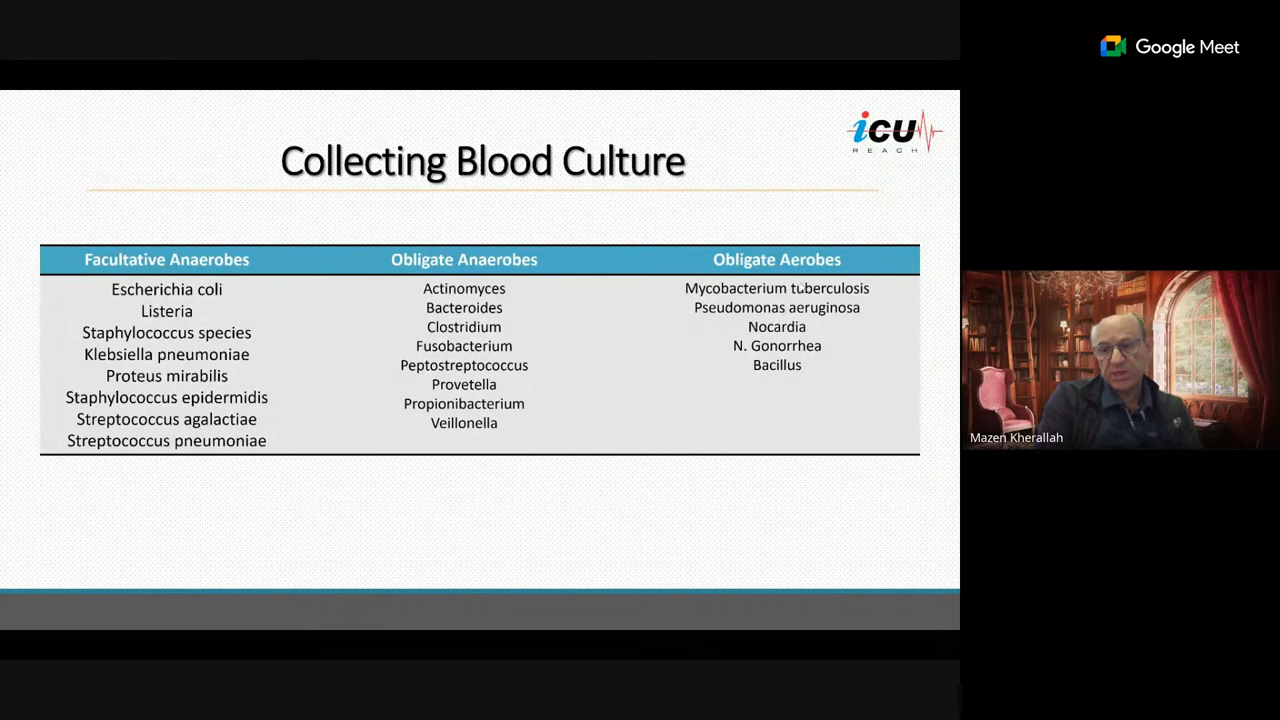 Google Meet
icu
REACH
Collecting Blood Culture
Facultative Anaerobes
Escherichia coli
Listeria
Staphylococcus species
Klebsiella pneumoniae
Proteus mirabilis
Staphylococcus epidermidis
Streptococcus agalactiae
Streptococcus pneumoniae
Obligate Anaerobes
Actinomyces
Bacteroides
Clostridium
Fusobacterium
Peptostreptococcus
Provetella
Propionibacterium
Veillonella
Obligate Aerobes
Mycobacterium tuberculosis
Pseudomonas aeruginosa
Nocardia
N. Gonorrhea
Bacillus
Mazen Kherallah